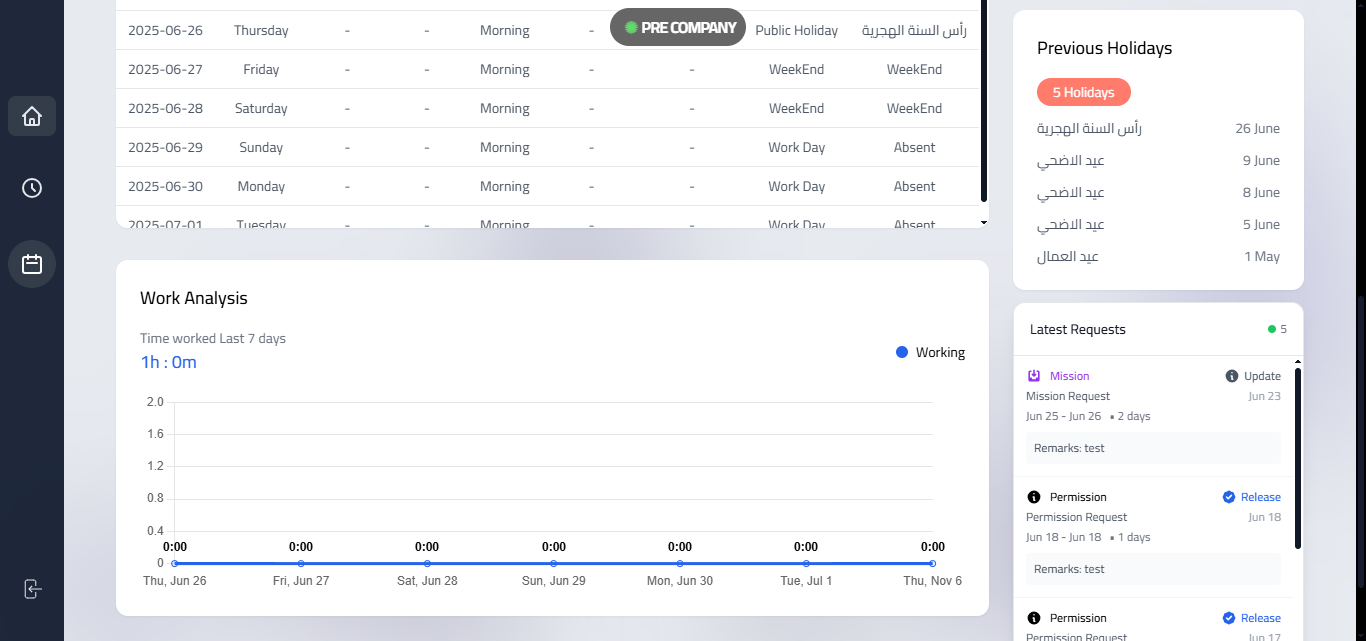 2025-06-26 Thursday - - Morning - Public Holiday رأس السنة الهجرية
PRE COMPANY
2025-06-27 Friday - - Morning - - WeekEnd WeekEnd
2025-06-28 Saturday - - Morning - - WeekEnd WeekEnd
2025-06-29 Sunday - - Morning - - Work Day Absent
2025-06-30 Monday - - Morning - - Work Day Absent
2025-07-01 Tuesday - - Morning - - Work Day Absent
Work Analysis
Time worked Last 7 days
1h : 0m
Working
2.0
1.6
1.2
0.8
0.4
0
0:00 0:00 0:00 0:00 0:00 0:00 0:00
Thu, Jun 26 Fri, Jun 27 Sat, Jun 28 Sun, Jun 29 Mon, Jun 30 Tue, Jul 1 Thu, Nov 6
Previous Holidays
5 Holidays
رأس السنة الهجرية 26 June
عيد الاضحي 9 June
عيد الاضحي 8 June
عيد الاضحي 5 June
عيد العمال 1 May
Latest Requests 5
Mission Update
Mission Request Jun 23
Jun 25 - Jun 26 • 2 days
Remarks: test
Permission Release
Permission Request Jun 18
Jun 18 - Jun 18 • 1 days
Remarks: test
Permission Release
Permission Request Jun 17